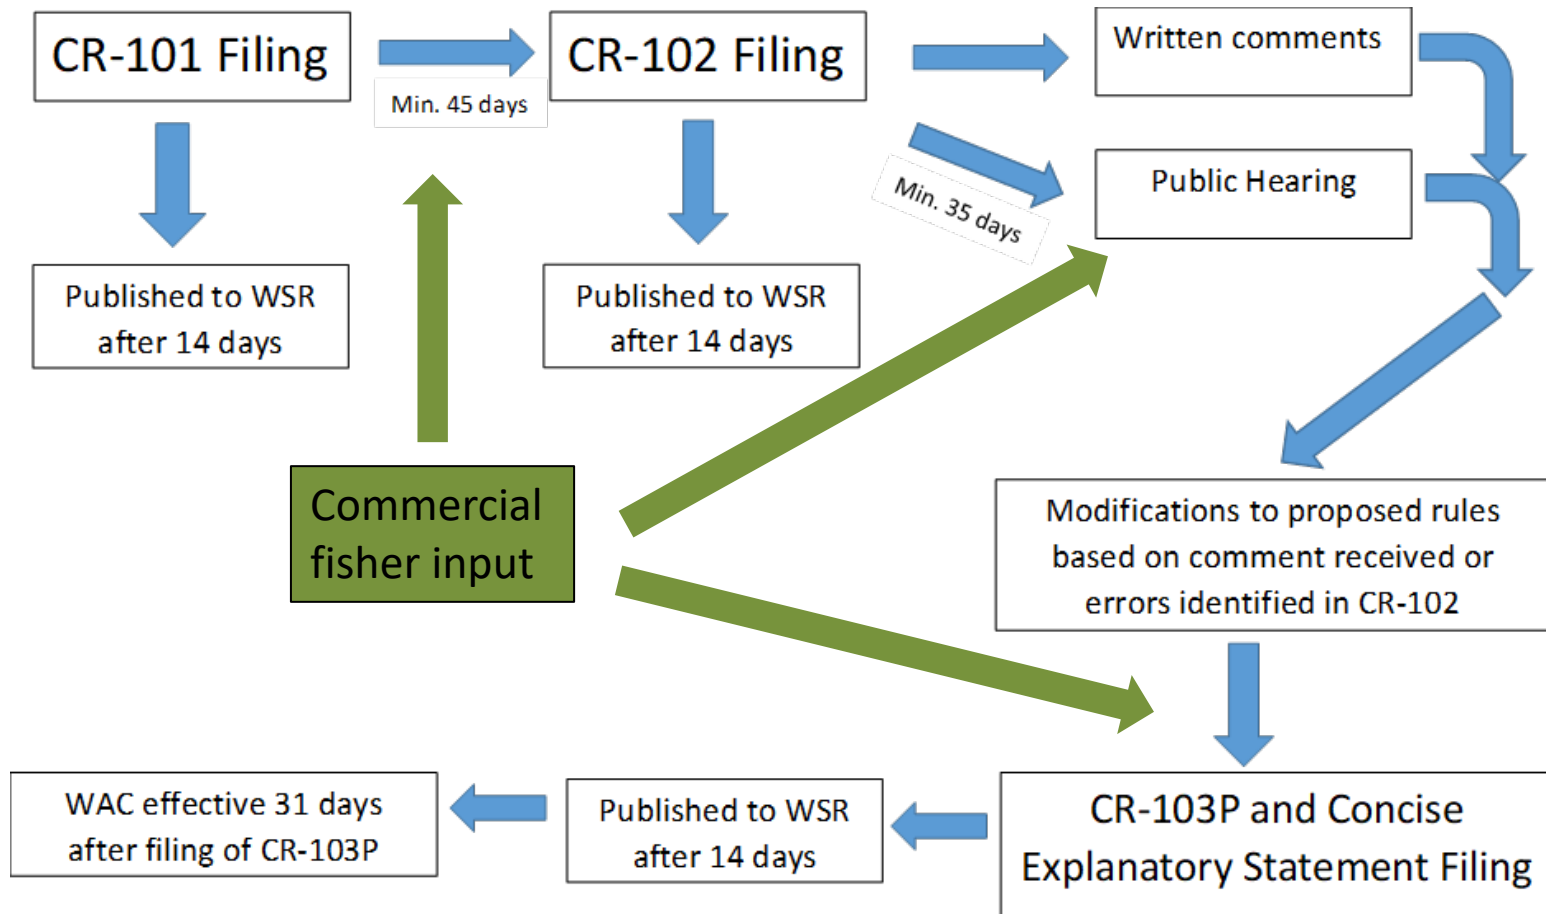 CR-101 Filing
Min. 45 days
CR-102 Filing
Written comments
Min. 35 days
Public Hearing
Published to WSR
after 14 days
Published to WSR
after 14 days
Commercial
fisher input
Modifications to proposed rules
based on comment received or
errors identified in CR-102
CR-103P and Concise
Explanatory Statement Filing
Published to WSR
after 14 days
WAC effective 31 days
after filing of CR-103P